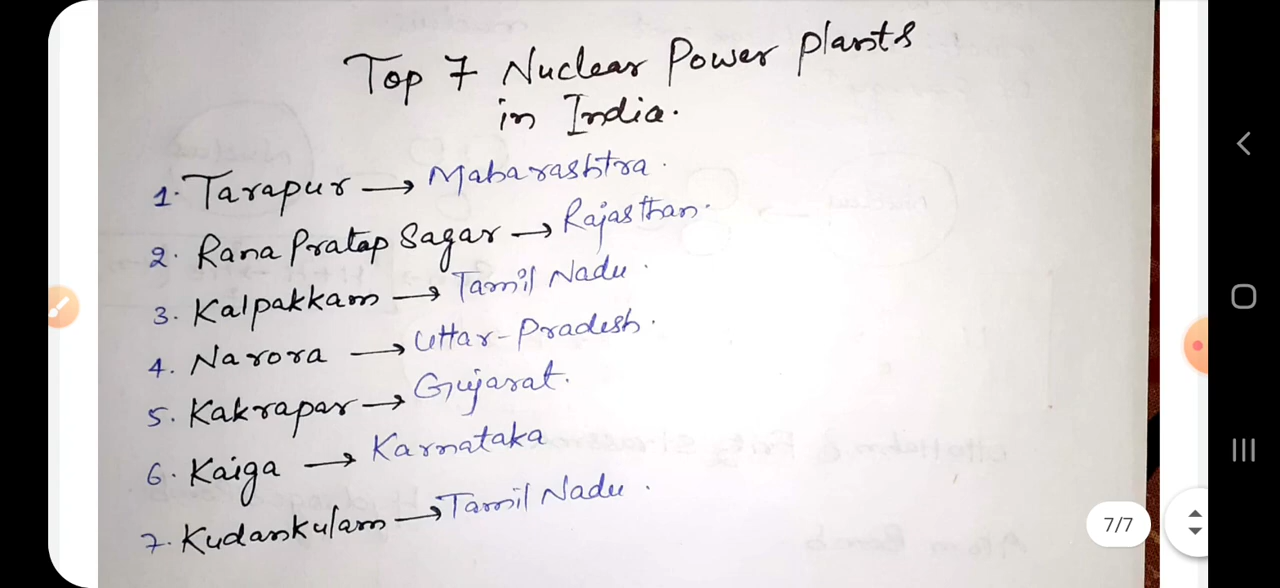 Top 7 Nuclear Power Plants
in India.
1. Tarapur → Maharashtra.
2. Rana Pratap Sagar → Rajasthan.
3. Kalpakkam → Tamil Nadu.
4. Narora → Uttar-Pradesh.
5. Kakrapar → Gujarat.
6. Kaiga → Karnataka
7. Kudankulam → Tamil Nadu.
7/7